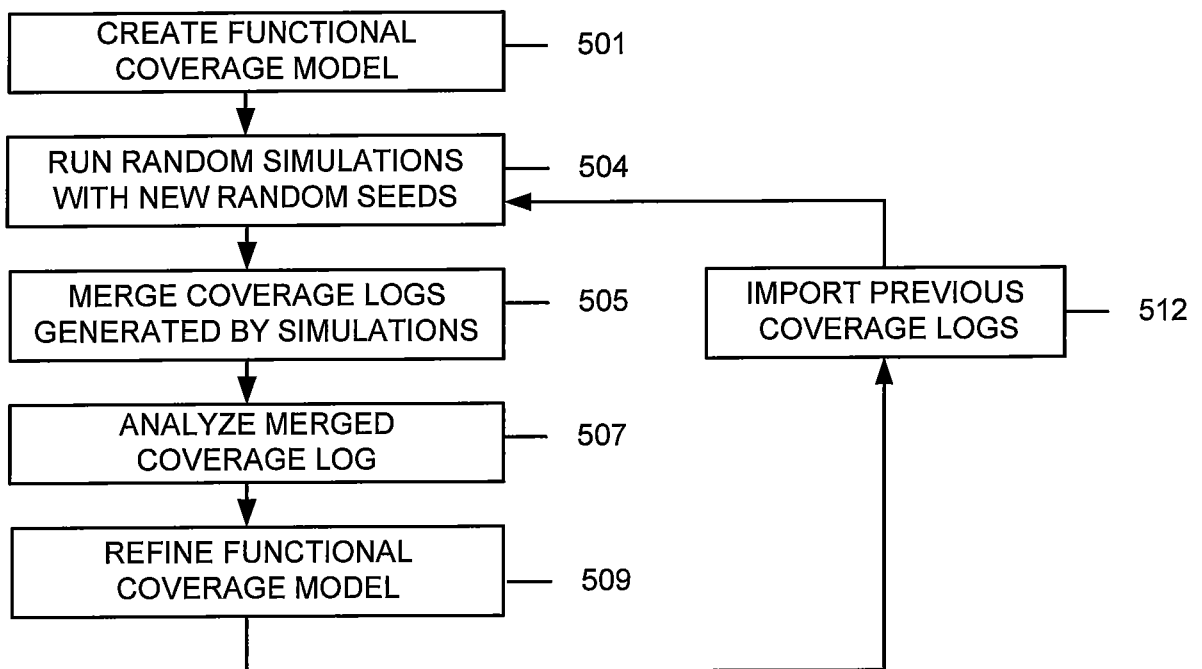 CREATE FUNCTIONAL
COVERAGE MODEL
501
RUN RANDOM SIMULATIONS
WITH NEW RANDOM SEEDS
504
MERGE COVERAGE LOGS
GENERATED BY SIMULATIONS
505
IMPORT PREVIOUS
COVERAGE LOGS
512
ANALYZE MERGED
COVERAGE LOG
507
REFINE FUNCTIONAL
COVERAGE MODEL
509